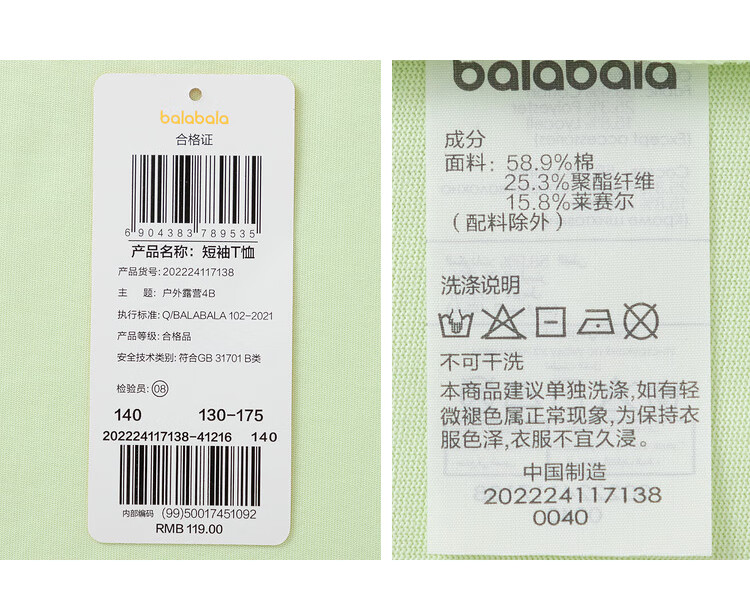 balabala
合格证
6 904383 789535
产品名称：短袖T恤
产品货号: 202224117138
主 题: 户外露营4B
执行标准: Q/BALABALA 102-2021
产品等级: 合格品
安全技术类别: 符合GB 31701 B类
检验员: 08
140 130-175
202224117138-41216 140
内部编码 (99)50017451092
RMB 119.00
balabala
成分
面料: 58.9%棉
25.3%聚酯纤维
15.8%莱赛尔
（配料除外）
洗涤说明
不可干洗
本商品建议单独洗涤,如有轻
微褪色属正常现象,为保持衣
服色泽,衣服不宜久浸。
中国制造
202224117138
0040